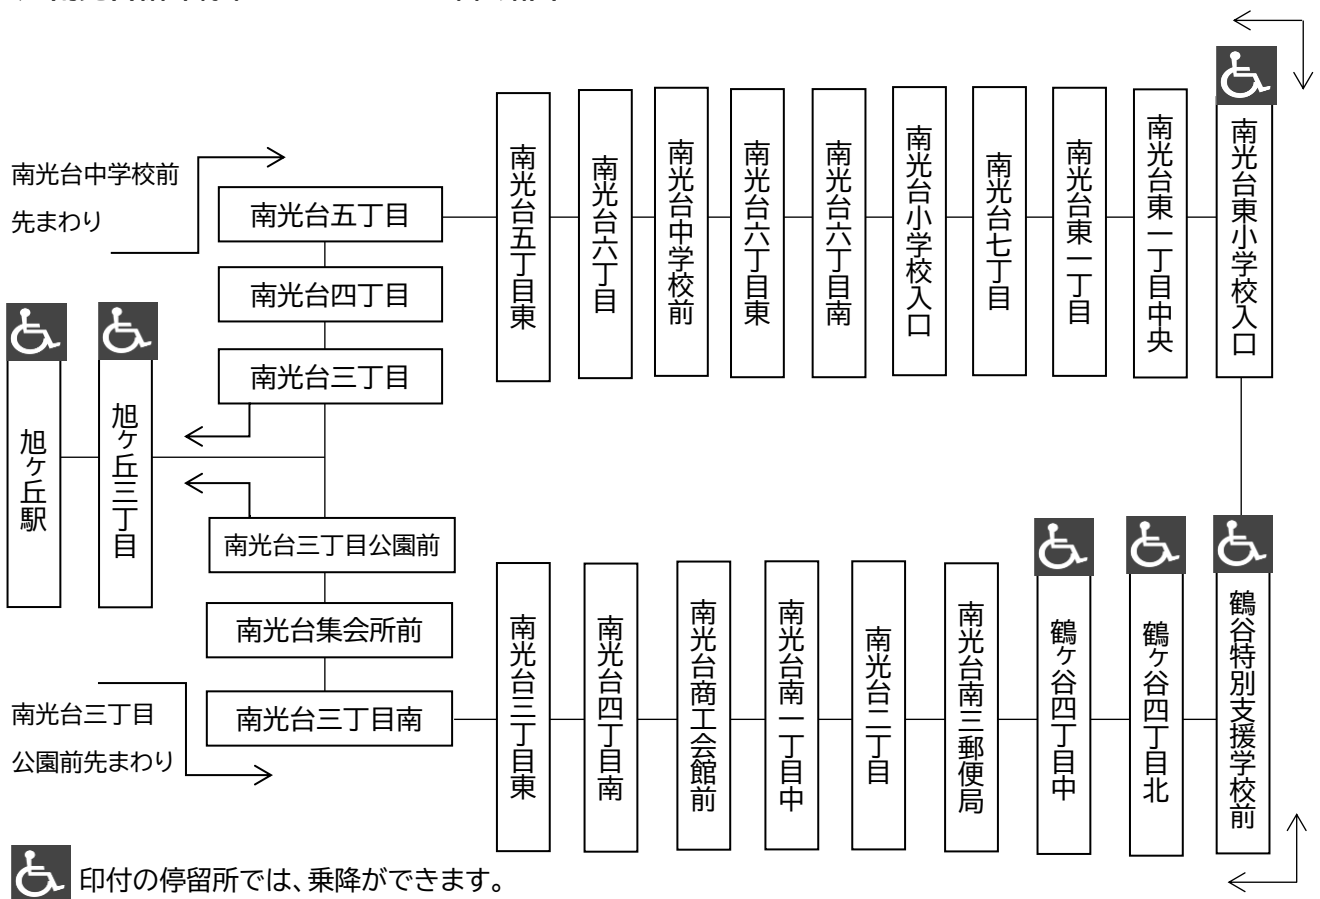 南光台中学校前
先まわり
南光台五丁目
南光台四丁目
南光台三丁目
南光台五丁目東
南光台六丁目
南光台中学校前
南光台六丁目東
南光台六丁目南
南光台小学校入口
南光台七丁目
南光台東一丁目
南光台東一丁目中央
南光台東小学校入口
旭ヶ丘駅
旭ヶ丘三丁目
南光台三丁目公園前
南光台集会所前
南光台三丁目南
南光台三丁目東
南光台四丁目南
南光台商工会館前
南光台南一丁目中
南光台二丁目
南光台南三郵便局
鶴ヶ谷四丁目中
鶴ヶ谷四丁目北
鶴谷特別支援学校前
南光台三丁目
公園前先まわり
印付の停留所では、乗降ができます。